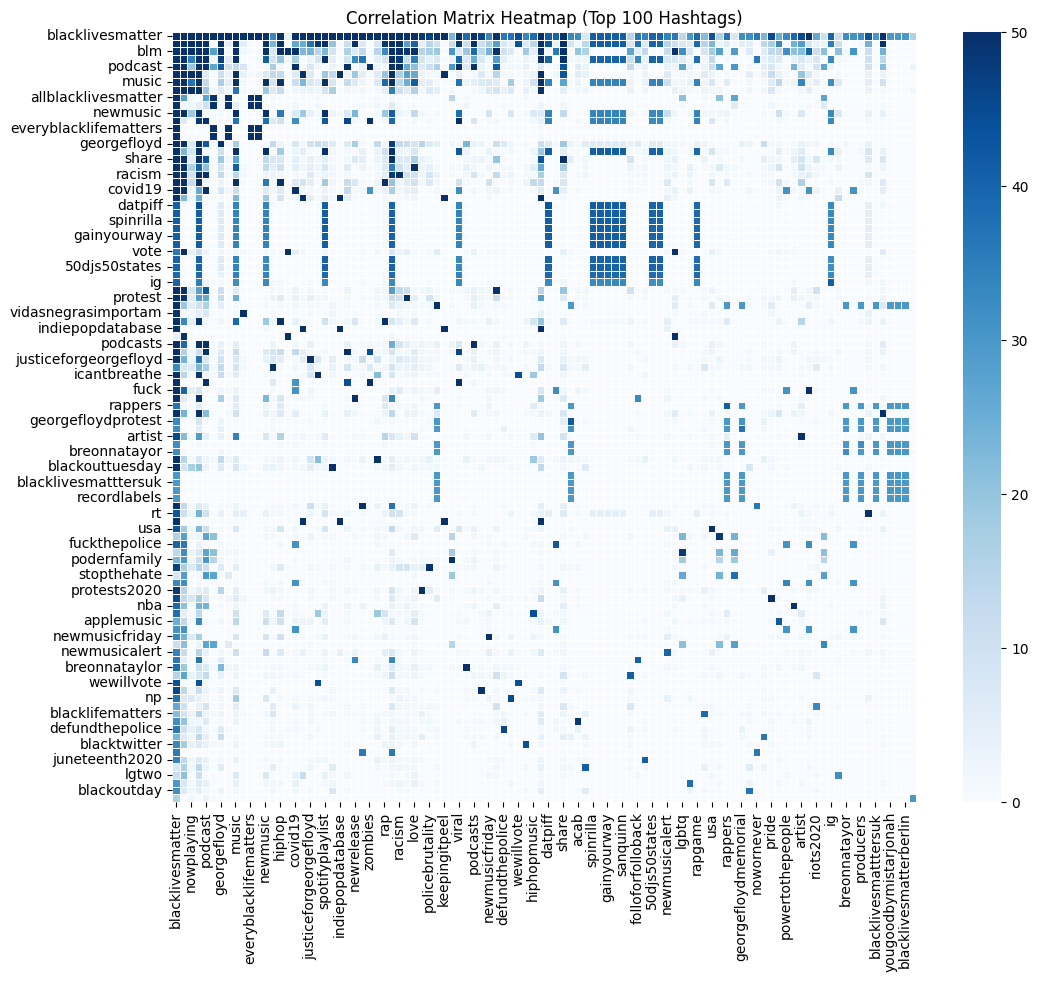 Correlation Matrix Heatmap (Top 100 Hashtags)
blacklivesmatter
blm
podcast
music
allblacklivesmatter
newmusic
everyblacklifematters
georgefloyd
share
racism
covid19
datpiff
spinrilla
gainyourway
vote
50djs50states
ig
protest
vidasnegrasimportam
indiepopdatabase
podcasts
justiceforgeorgefloyd
icantbreathe
fuck
rappers
georgefloydprotest
artist
breonnatayor
blackouttuesday
blacklivesmatttersuk
recordlabels
rt
usa
fuckthepolice
podernfamily
stopthehate
protests2020
nba
applemusic
newmusicfriday
newmusicalert
breonnataylor
wewillvote
np
blacklifematters
defundthepolice
blacktwitter
juneteenth2020
lgtwo
blackoutday
50
40
30
20
10
0
blacklivesmatter
nowplaying
podcast
georgefloyd
music
everyblacklifematters
newmusic
hiphop
covid19
justiceforgeorgefloyd
spotifyplaylist
indiepopdatabase
newrelease
zombies
rap
racism
love
policebrutality
keepingitpeel
viral
podcasts
newmusicfriday
defundthepolice
wewillvote
hiphopmusic
datpiff
share
acab
spinrilla
gainyourway
sanquinn
folloforfolloback
50djs50states
newmusicalert
lgbtq
rapgame
usa
rappers
georgefloydmemorial
nowornever
pride
powertothepeople
artist
riots2020
ig
breonnatayor
producers
blacklivesmatttersuk
yougoodbymistarjonah
blacklivesmatterberlin